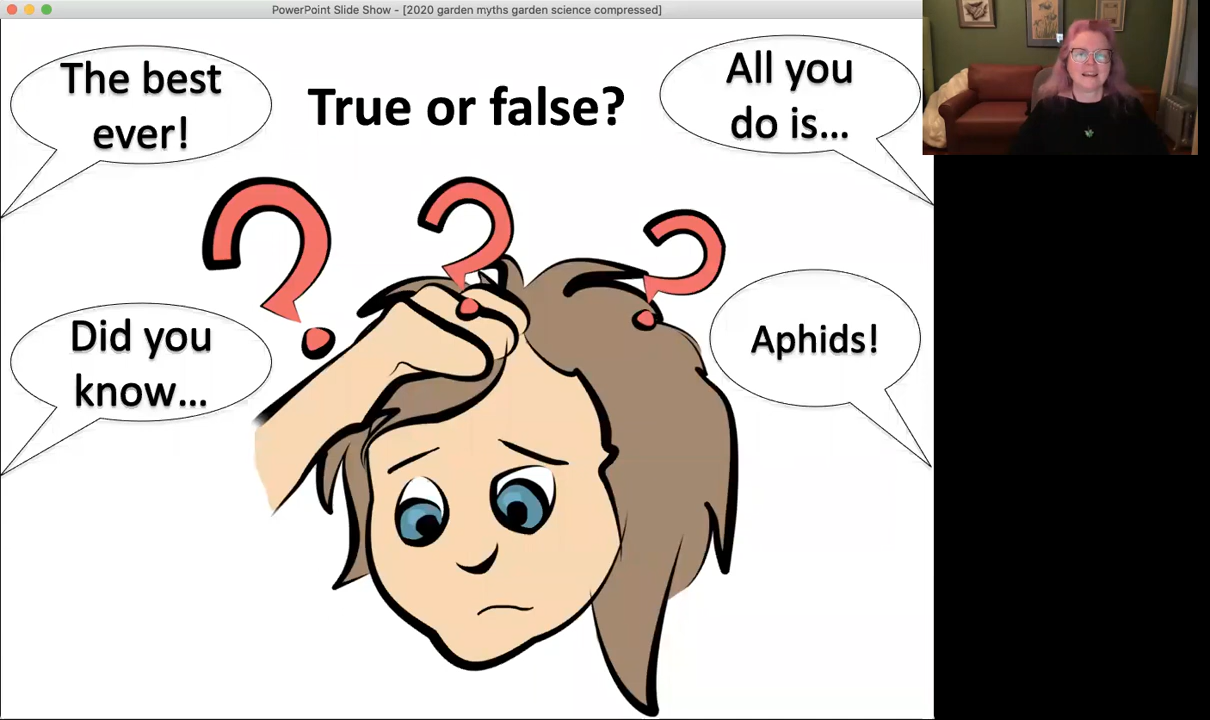 PowerPoint Slide Show - [2020 garden myths garden science compressed]
The best
ever!
True or false?
All you
do is...
Did you
know...
Aphids!